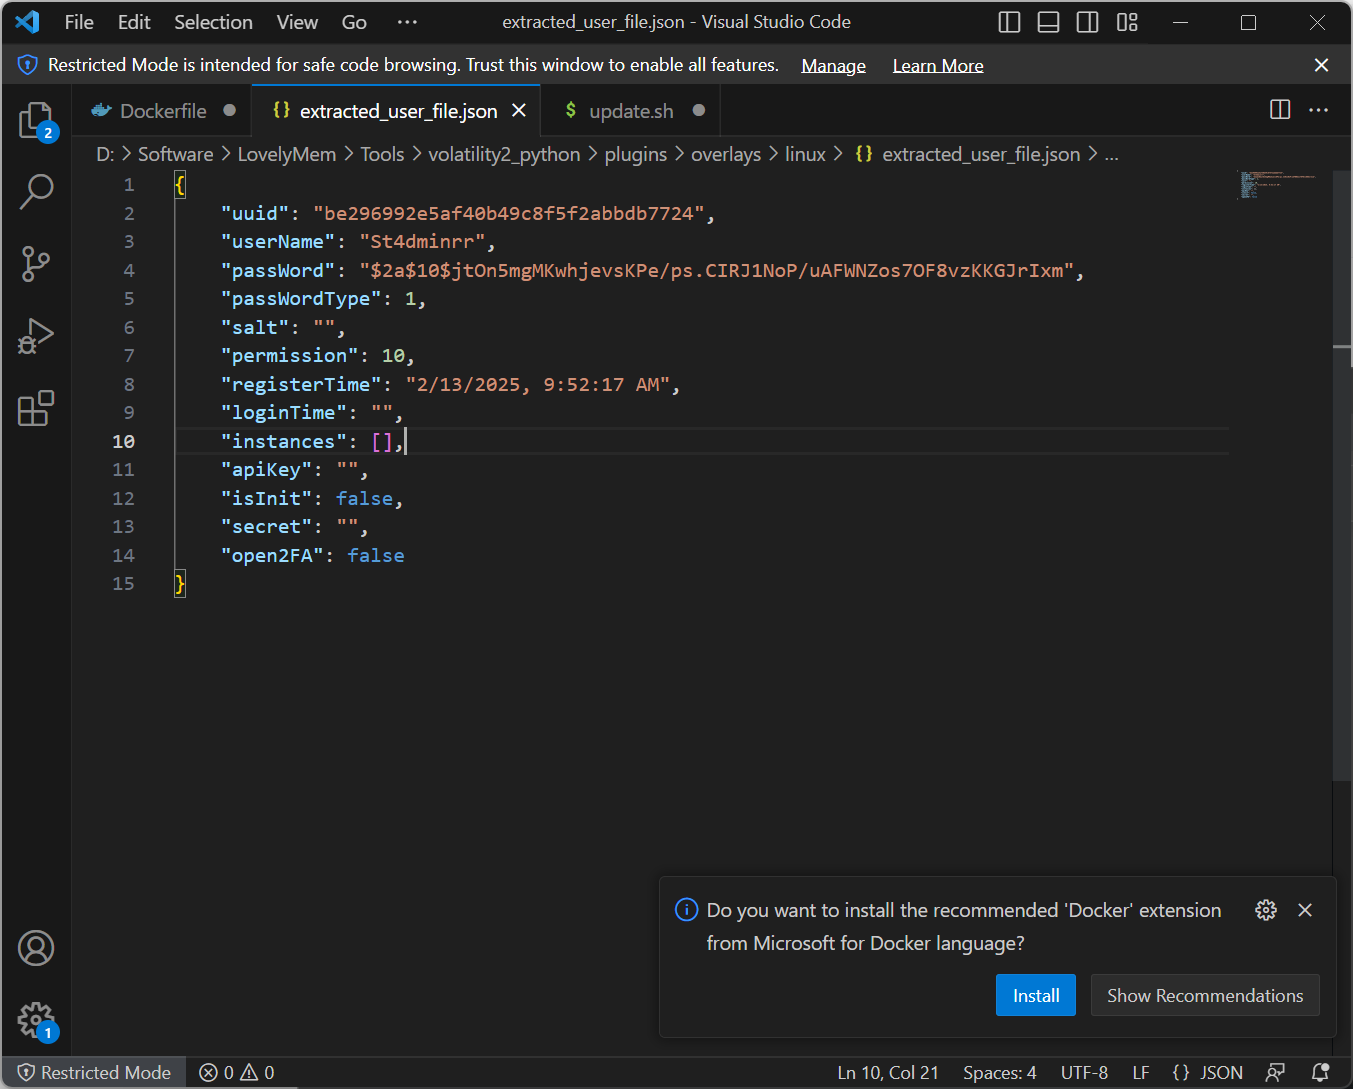 File Edit Selection View Go ··· extracted_user_file.json - Visual Studio Code
Restricted Mode is intended for safe code browsing. Trust this window to enable all features. Manage Learn More
Dockerfile extracted_user_file.json update.sh
D: > Software > LovelyMem > Tools > volatility2_python > plugins > overlays > linux > {} extracted_user_file.json > ...
1 {
2 "uuid": "be296992e5af40b49c8f5f2abbdb7724",
3 "userName": "St4dminrr",
4 "passWord": "$2a$10$jtOn5mgMKwhjevsKPe/ps.CIRJ1NoP/uAFWNZos7OF8vzKKGJrIxm",
5 "passWordType": 1,
6 "salt": "",
7 "permission": 10,
8 "registerTime": "2/13/2025, 9:52:17 AM",
9 "loginTime": "",
10 "instances": [],
11 "apiKey": "",
12 "isInit": false,
13 "secret": "",
14 "open2FA": false
15 }
2
Do you want to install the recommended 'Docker' extension
from Microsoft for Docker language?
Install Show Recommendations
1
Restricted Mode 0 0 Ln 10, Col 21 Spaces: 4 UTF-8 LF {} JSON